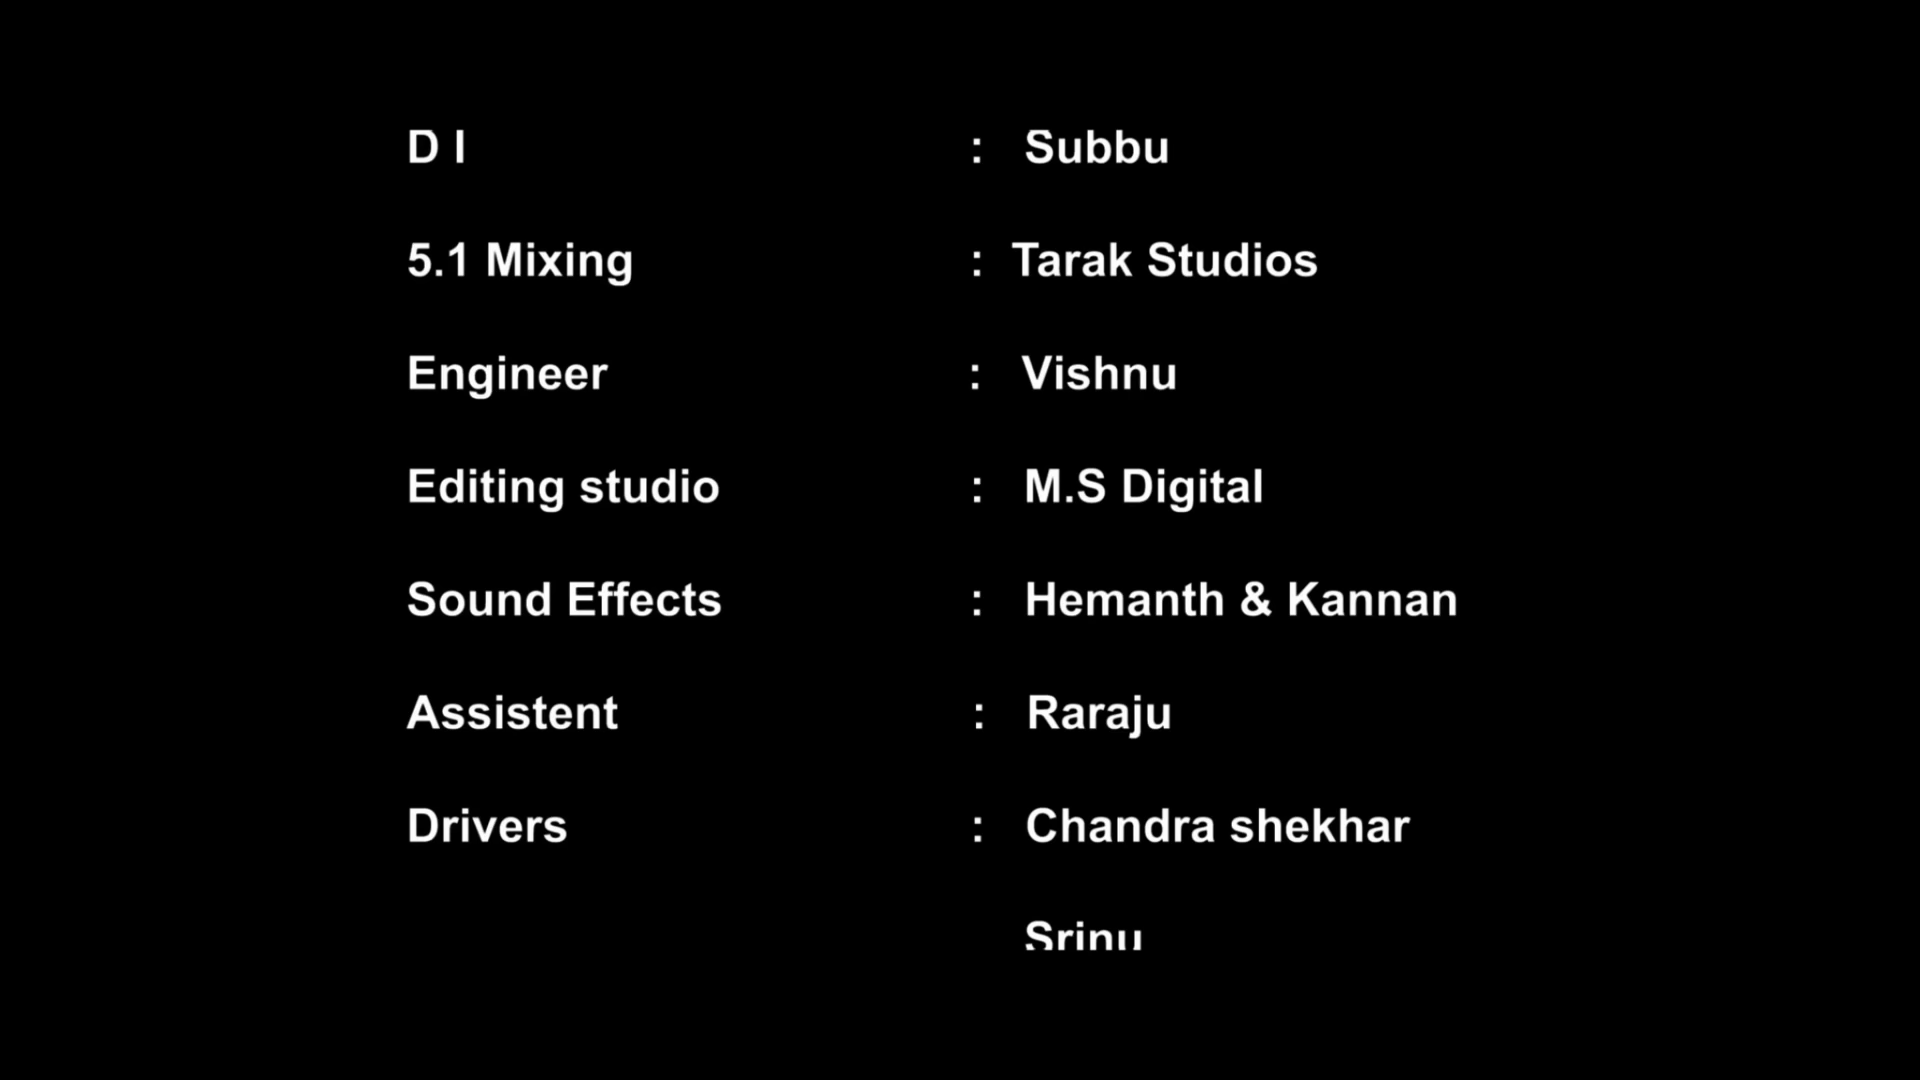 D I : Subbu
5.1 Mixing : Tarak Studios
Engineer : Vishnu
Editing studio : M.S Digital
Sound Effects : Hemanth & Kannan
Assistent : Raraju
Drivers : Chandra shekhar
Srinu